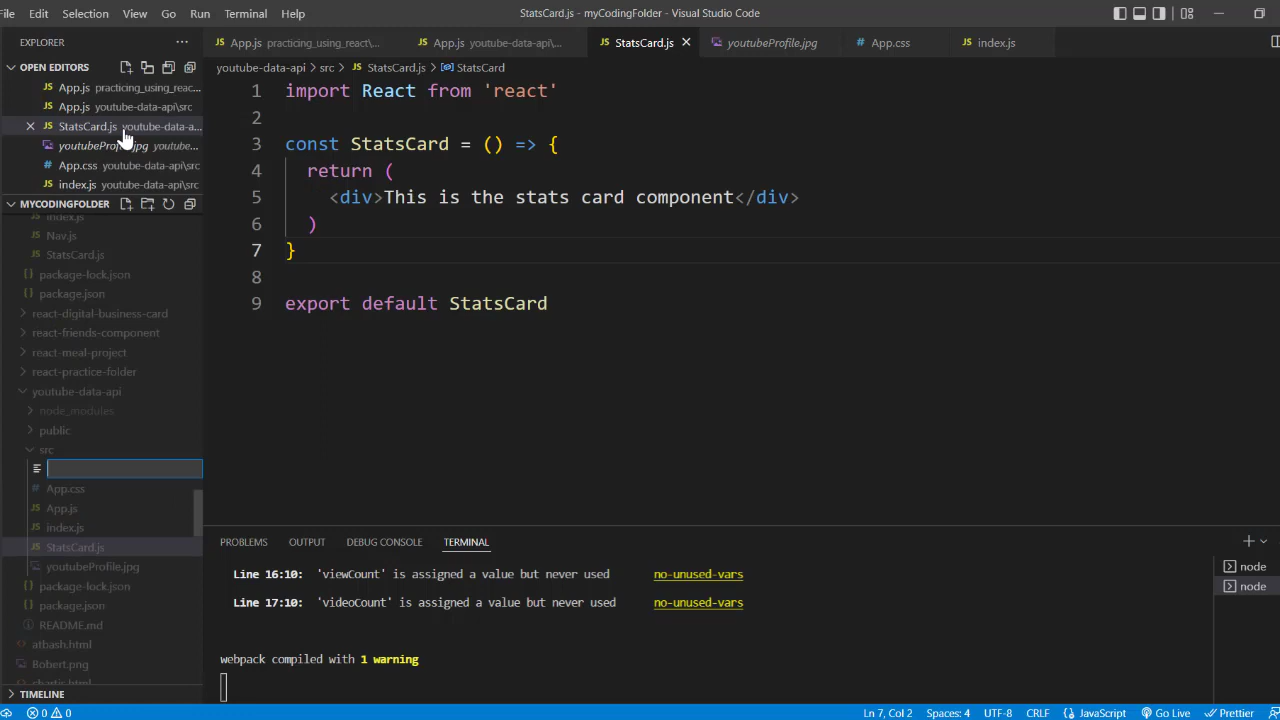 File Edit Selection View Go Run Terminal Help StatsCard.js - myCodingFolder - Visual Studio Code
EXPLORER
App.js practicing_using_react\... App.js youtube-data-api\... StatsCard.js youtubeProfile.jpg App.css index.js
OPEN EDITORS
App.js practicing_using_reac...
App.js youtube-data-api\src
StatsCard.js youtube-data-a...
youtubeProfile.jpg youtube...
App.css youtube-data-api\src
index.js youtube-data-api\src
MYCODINGFOLDER
index.js
Nav.js
StatsCard.js
package-lock.json
package.json
react-digital-business-card
react-friends-component
react-meal-project
react-practice-folder
youtube-data-api
node_modules
public
src
App.css
App.js
index.js
StatsCard.js
youtubeProfile.jpg
package-lock.json
package.json
README.md
atbash.html
Bobert.png
TIMELINE
youtube-data-api > src > JS StatsCard.js > StatsCard
1 import React from 'react'
2
3 const StatsCard = () => {
4 return (
5 <div>This is the stats card component</div>
6 )
7 }
8
9 export default StatsCard
PROBLEMS OUTPUT DEBUG CONSOLE TERMINAL
Line 16:10: 'viewCount' is assigned a value but never used no-unused-vars
Line 17:10: 'videoCount' is assigned a value but never used no-unused-vars
webpack compiled with 1 warning
node
node
0 0 Ln 7, Col 2 Spaces: 4 UTF-8 CRLF JavaScript Go Live Prettier